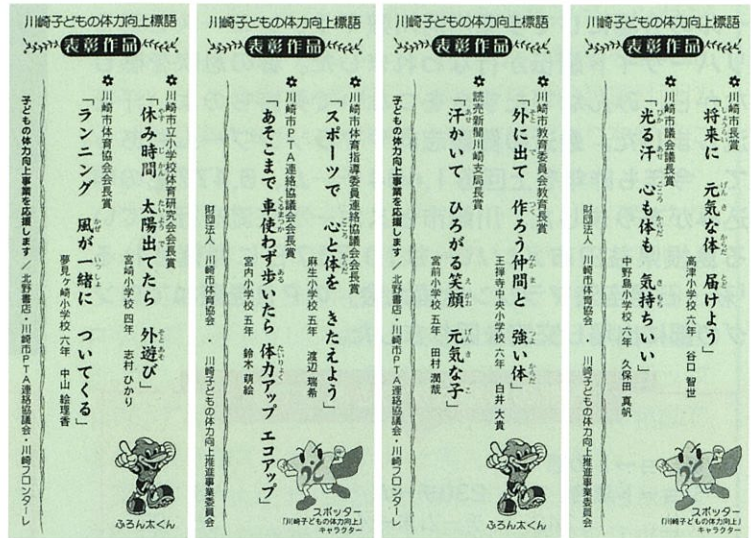 川崎子どもの体力向上標語
表彰作品
川崎市長賞
「将来に 元気な体 届けよう」
高津小学校 六年 谷口 智世
川崎市議会議長賞
「光る汗 心も体も 気持ちいい」
中野島小学校 六年 久保田 真帆
財団法人 川崎市体育協会 ・ 川崎子どもの体力向上推進事業委員会
スポッター
「川崎子どもの体力向上」
キャラクター
川崎子どもの体力向上標語
表彰作品
川崎市教育委員会教育長賞
「外に出て 作ろう仲間と 強い体」
王禅寺中央小学校 六年 白井 大貴
読売新聞川崎支局長賞
「汗かいて ひろがる笑顔 元気な子」
宮前小学校 五年 田村 潤哉
子どもの体力向上事業を応援します / 北野書店・川崎市PTA連絡協議会・川崎フロンターレ
ふろん太くん
川崎子どもの体力向上標語
表彰作品
川崎市体育指導委員連絡協議会会長賞
「スポーツで 心と体を きたえよう」
麻生小学校 五年 渡辺 瑞希
川崎市PTA連絡協議会会長賞
「あそこまで 車使わず歩いたら 体力アップ エコアップ」
宮内小学校 五年 鈴木 萌絵
財団法人 川崎市体育協会 ・ 川崎子どもの体力向上推進事業委員会
スポッター
「川崎子どもの体力向上」
キャラクター
川崎子どもの体力向上標語
表彰作品
川崎市立小学校体育研究会会長賞
「休み時間 太陽出てたら 外遊び」
宮崎小学校 四年 志村 ひかり
川崎市体育協会会長賞
「ランニング 風が一緒に ついてくる」
夢見ヶ崎小学校 六年 中山 絵理香
子どもの体力向上事業を応援します / 北野書店・川崎市PTA連絡協議会・川崎フロンターレ
ふろん太くん